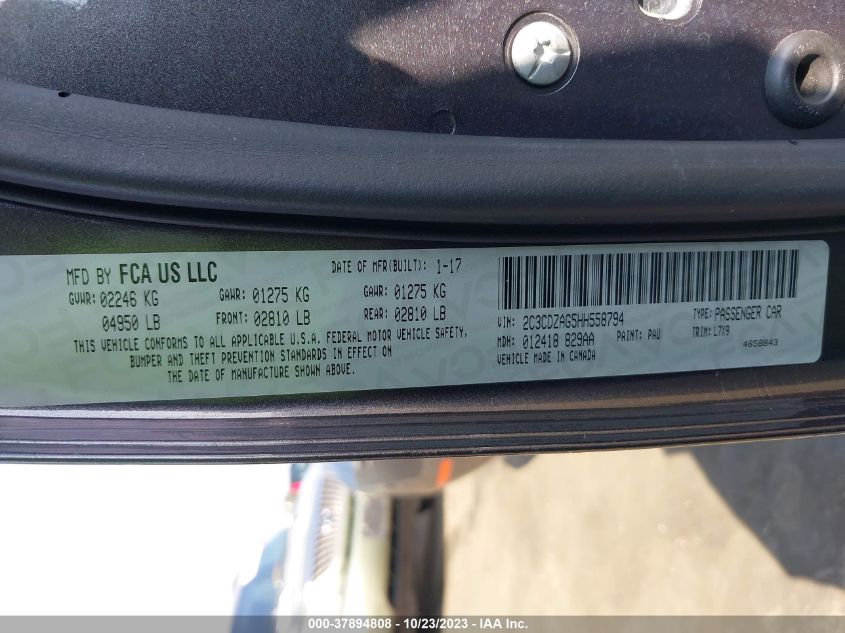 MFD BY FCA US LLC
DATE OF MFR(BUILT): 1-17
GVWR: 02246 KG GAWR: 01275 KG GAWR: 01275 KG
04950 LB FRONT: 02810 LB REAR: 02810 LB
THIS VEHICLE CONFORMS TO ALL APPLICABLE U.S.A. FEDERAL MOTOR VEHICLE SAFETY,
BUMPER AND THEFT PREVENTION STANDARDS IN EFFECT ON
THE DATE OF MANUFACTURE SHOWN ABOVE.
VIN: 2C3CDZAG5HH558794 TYPE: PASSENGER CAR
MDH: 012418 829AA PAINT: PAU TRIM: L7X9
VEHICLE MADE IN CANADA 4658843
000-37894808 - 10/23/2023 - IAA Inc.